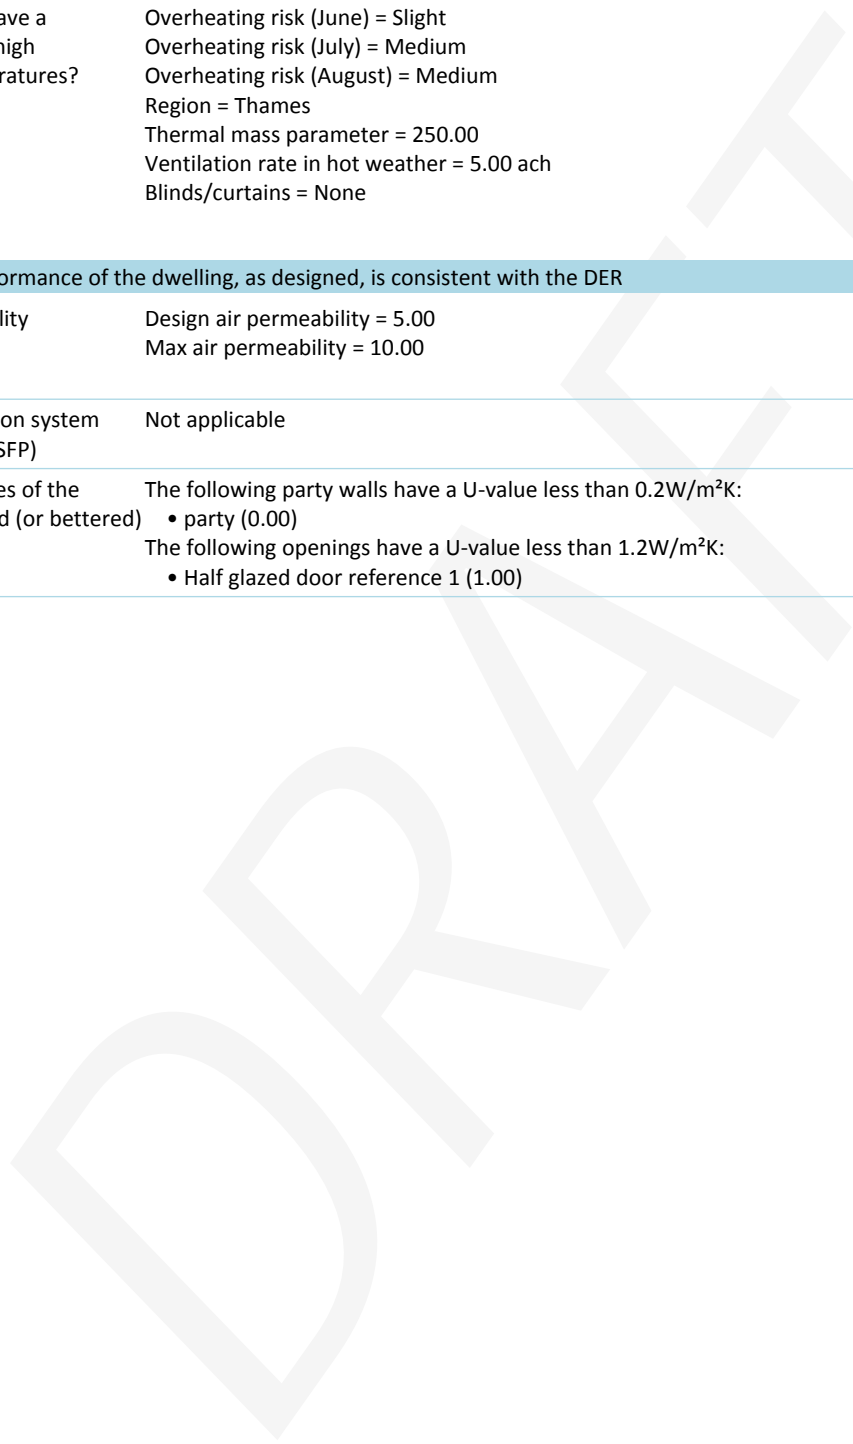 ave a Overheating risk (June) = Slight
high Overheating risk (July) = Medium
ratures? Overheating risk (August) = Medium
Region = Thames
Thermal mass parameter = 250.00
Ventilation rate in hot weather = 5.00 ach
Blinds/curtains = None
ormance of the dwelling, as designed, is consistent with the DER
lity Design air permeability = 5.00
Max air permeability = 10.00
on system Not applicable
SFP)
es of the The following party walls have a U-value less than 0.2W/m²K:
d (or bettered) • party (0.00)
The following openings have a U-value less than 1.2W/m²K:
• Half glazed door reference 1 (1.00)
DRAFT